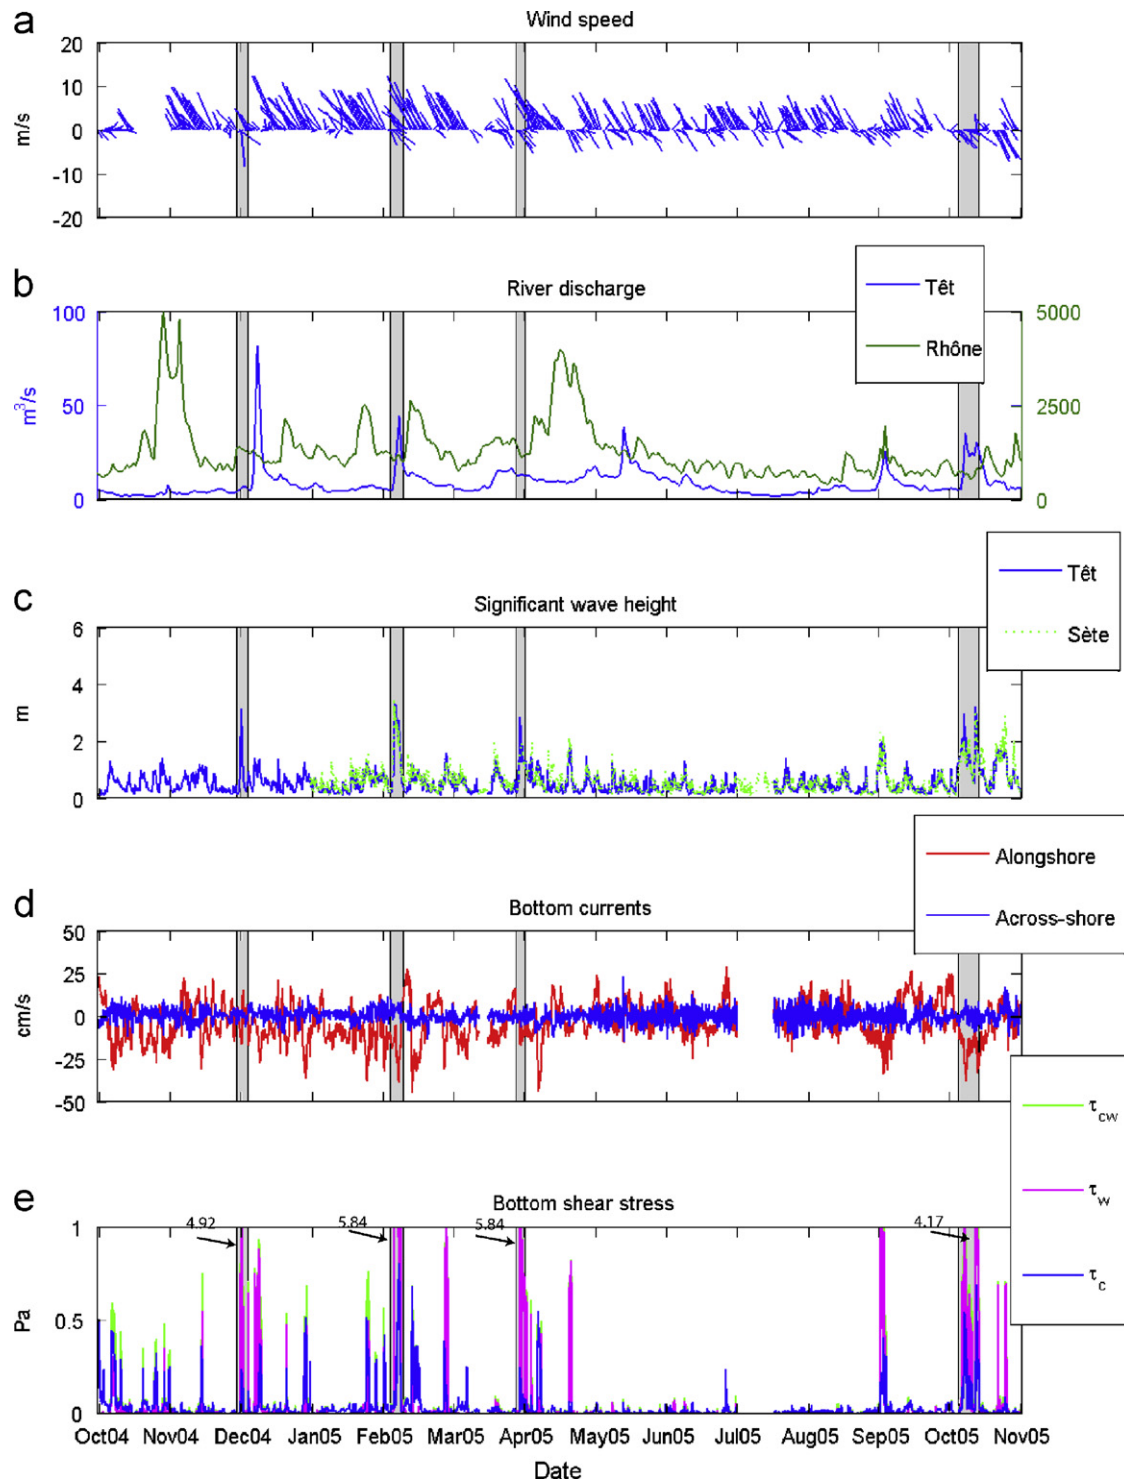 a
Wind speed
20
10
0
-10
-20
m/s
b
River discharge
Têt
Rhône
100
50
0
m³/s
5000
2500
0
c
Significant wave height
Têt
Sète
6
4
2
0
m
d
Bottom currents
Alongshore
Across-shore
50
25
0
-25
-50
cm/s
e
Bottom shear stress
τcw
τw
τc
4.92
5.84
5.84
4.17
1
0.5
0
Pa
Oct04 Nov04 Dec04 Jan05 Feb05 Mar05 Apr05 May05 Jun05 Jul05 Aug05 Sep05 Oct05 Nov05
Date